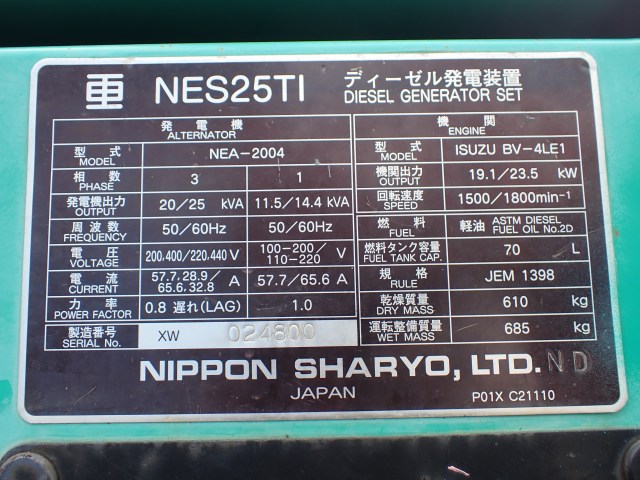 車 NES25TI ディーゼル発電装置
DIESEL GENERATOR SET
発電機
ALTERNATOR
型式 NEA-2004
MODEL
相数 3 1
PHASE
発電機出力 20/25 kVA 11.5/14.4 kVA
OUTPUT
周波数 50/60Hz 50/60Hz
FREQUENCY
電圧 200.400/220.440 V 100-200/110-220 V
VOLTAGE
電流 57.7.28.9/65.6.32.8 A 57.7/65.6 A
CURRENT
力率 0.8 遅れ(LAG) 1.0
POWER FACTOR
製造番号 XW 024800
SERIAL No.
機関
ENGINE
型式 ISUZU BV-4LE1
MODEL
機関出力 19.1/23.5 kW
OUTPUT
回転速度 1500/1800min-1
SPEED
燃料 軽油 ASTM DIESEL
FUEL FUEL OIL No.2D
燃料タンク容量 70 L
FUEL TANK CAP.
規格 JEM 1398
RULE
乾燥質量 610 kg
DRY MASS
運転整備質量 685 kg
WET MASS
NIPPON SHARYO, LTD. ND
JAPAN
P01X C21110